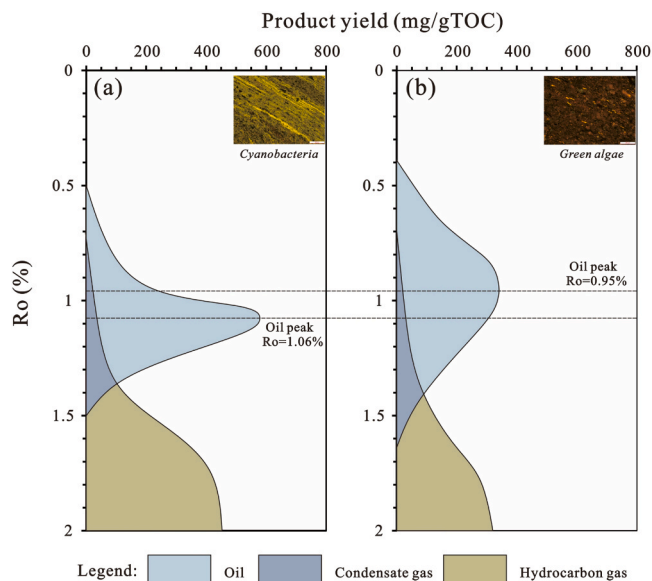 Product yield (mg/gTOC)
0 200 400 600 800 0 200 400 600 800
0 0
(a) (b)
Cyanobacteria Green algae
0.5 0.5
Oil peak
Ro=0.95%
Ro (%)
1 1
Oil peak
Ro=1.06%
1.5 1.5
2 2
Legend: Oil Condensate gas Hydrocarbon gas